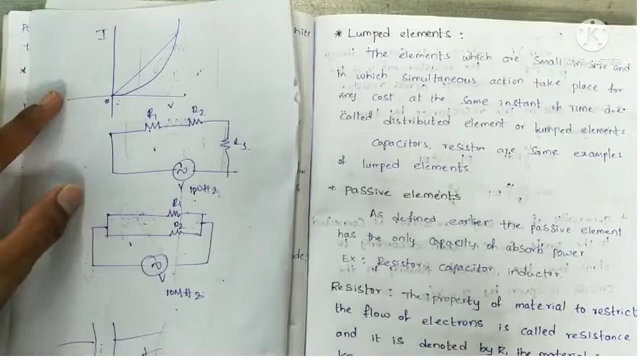 I
V
0
R1
R2
R3
V
R1
R2
V
* Lumped elements :
The elements which are small in size and
in which simultaneous action take place for
any cost at the same instant of time are
called distributed element or lumped elements
Capacitors, resistor are some examples
of lumped elements.
* Passive elements
As defined earlier the passive element
has the only capacity of absorb power
Ex : Resistor, capacitor, inductor.
Resistor : The property of material to restrict
the flow of electrons is called resistance
and it is denoted by R, the material
K